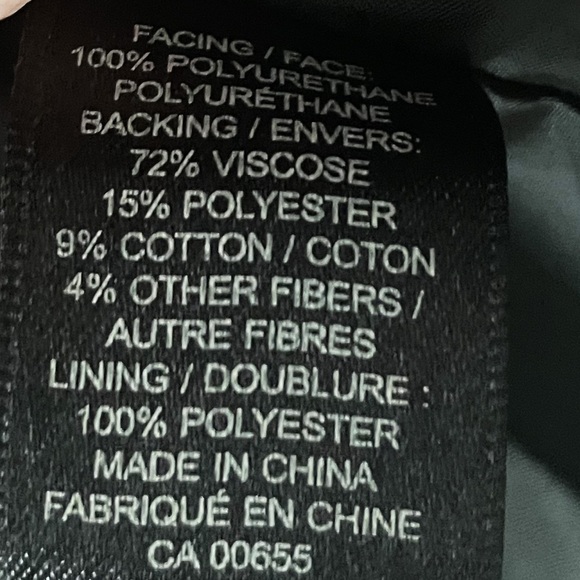 FACING / FACE:
100% POLYURETHANE
POLYURÉTHANE
BACKING / ENVERS:
72% VISCOSE
15% POLYESTER
9% COTTON / COTON
4% OTHER FIBERS /
AUTRE FIBRES
LINING / DOUBLURE :
100% POLYESTER
MADE IN CHINA
FABRIQUÉ EN CHINE
CA 00655